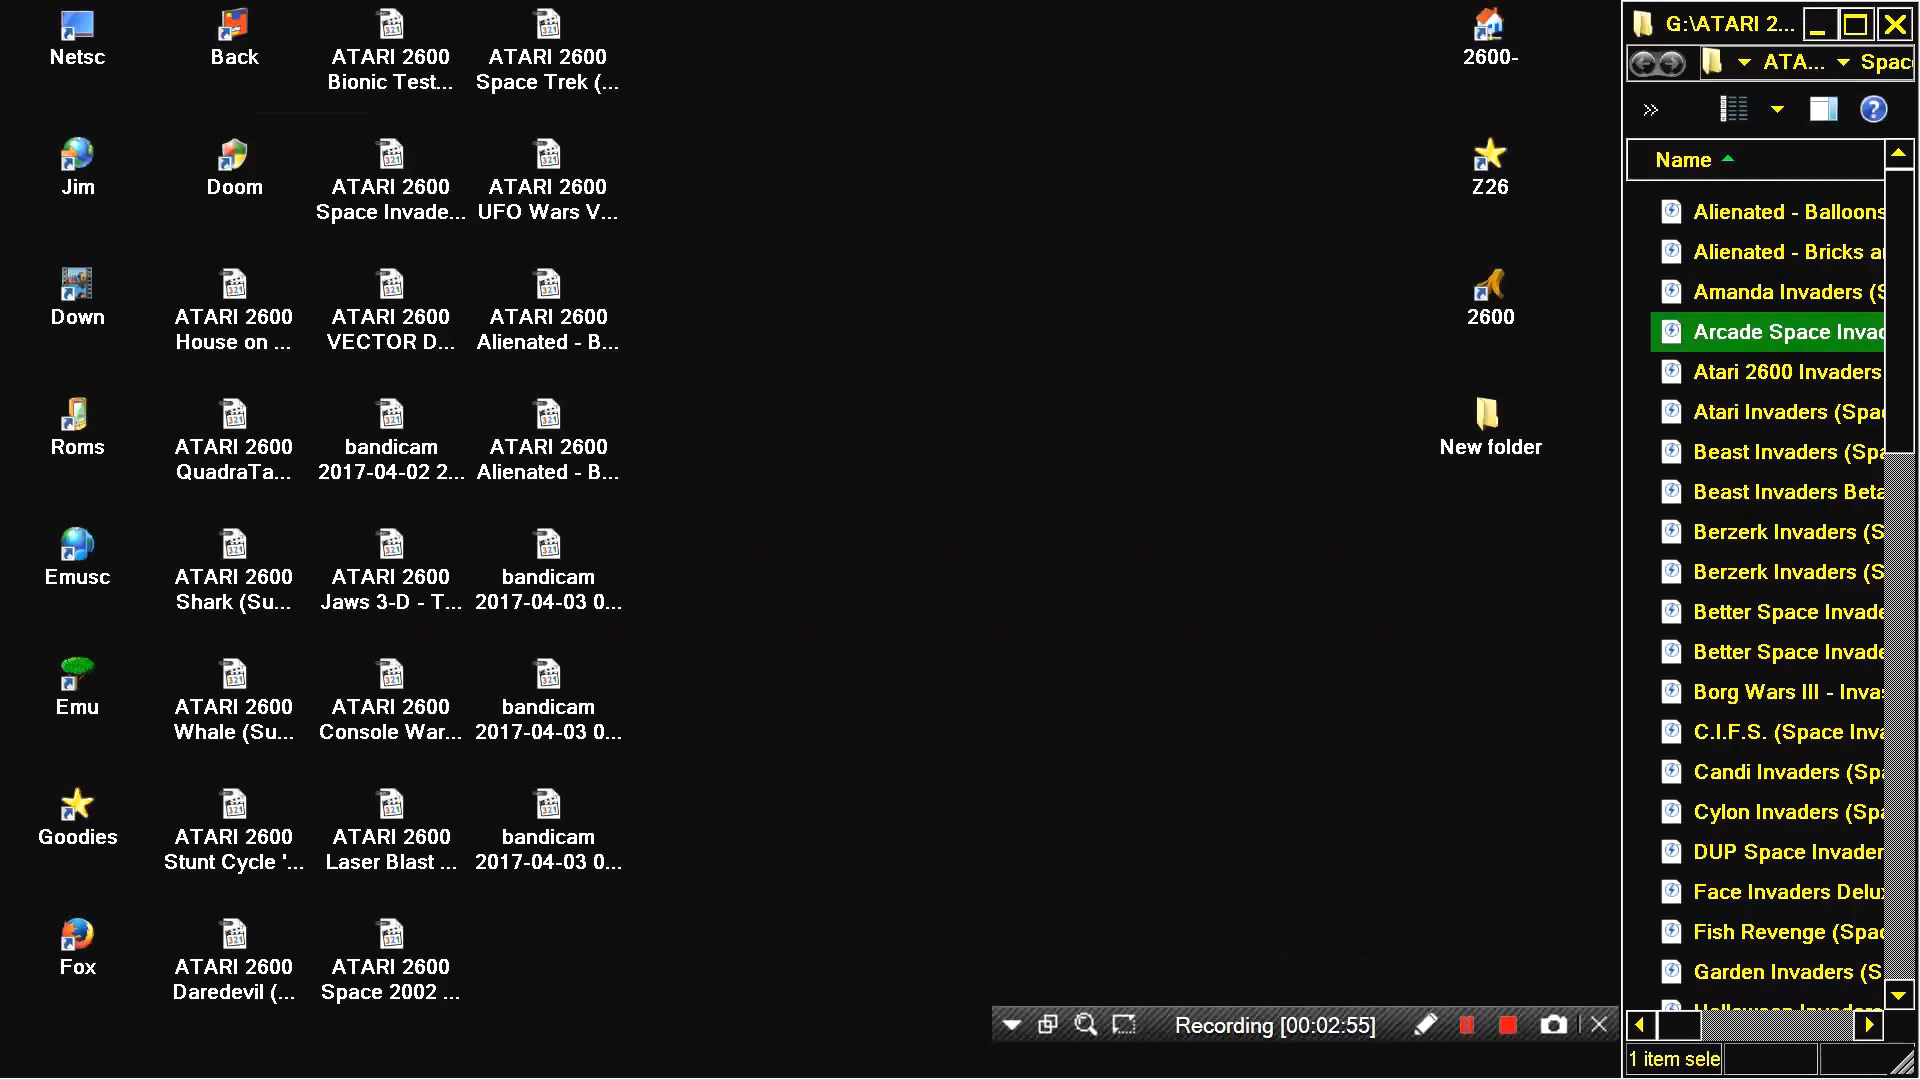 Netsc
Back
ATARI 2600
Bionic Test...
ATARI 2600
Space Trek (...
2600-
Jim
Doom
ATARI 2600
Space Invade...
ATARI 2600
UFO Wars V...
Z26
Down
ATARI 2600
House on ...
ATARI 2600
VECTOR D...
ATARI 2600
Alienated - B...
2600
Roms
ATARI 2600
QuadraTa...
bandicam
2017-04-02 2...
ATARI 2600
Alienated - B...
New folder
Emusc
ATARI 2600
Shark (Su...
ATARI 2600
Jaws 3-D - T...
bandicam
2017-04-03 0...
Emu
ATARI 2600
Whale (Su...
ATARI 2600
Console War...
bandicam
2017-04-03 0...
Goodies
ATARI 2600
Stunt Cycle '...
ATARI 2600
Laser Blast ...
bandicam
2017-04-03 0...
Fox
ATARI 2600
Daredevil (...
ATARI 2600
Space 2002 ...
Recording [00:02:55]
G:\ATARI 2...
ATA... Spac
Name
Alienated - Balloons
Alienated - Bricks a
Amanda Invaders (S
Arcade Space Invad
Atari 2600 Invaders
Atari Invaders (Spac
Beast Invaders (Spa
Beast Invaders Beta
Berzerk Invaders (S
Berzerk Invaders (S
Better Space Invade
Better Space Invade
Borg Wars III - Invas
C.I.F.S. (Space Inva
Candi Invaders (Spa
Cylon Invaders (Spa
DUP Space Invader
Face Invaders Delux
Fish Revenge (Spac
Garden Invaders (S
1 item sele